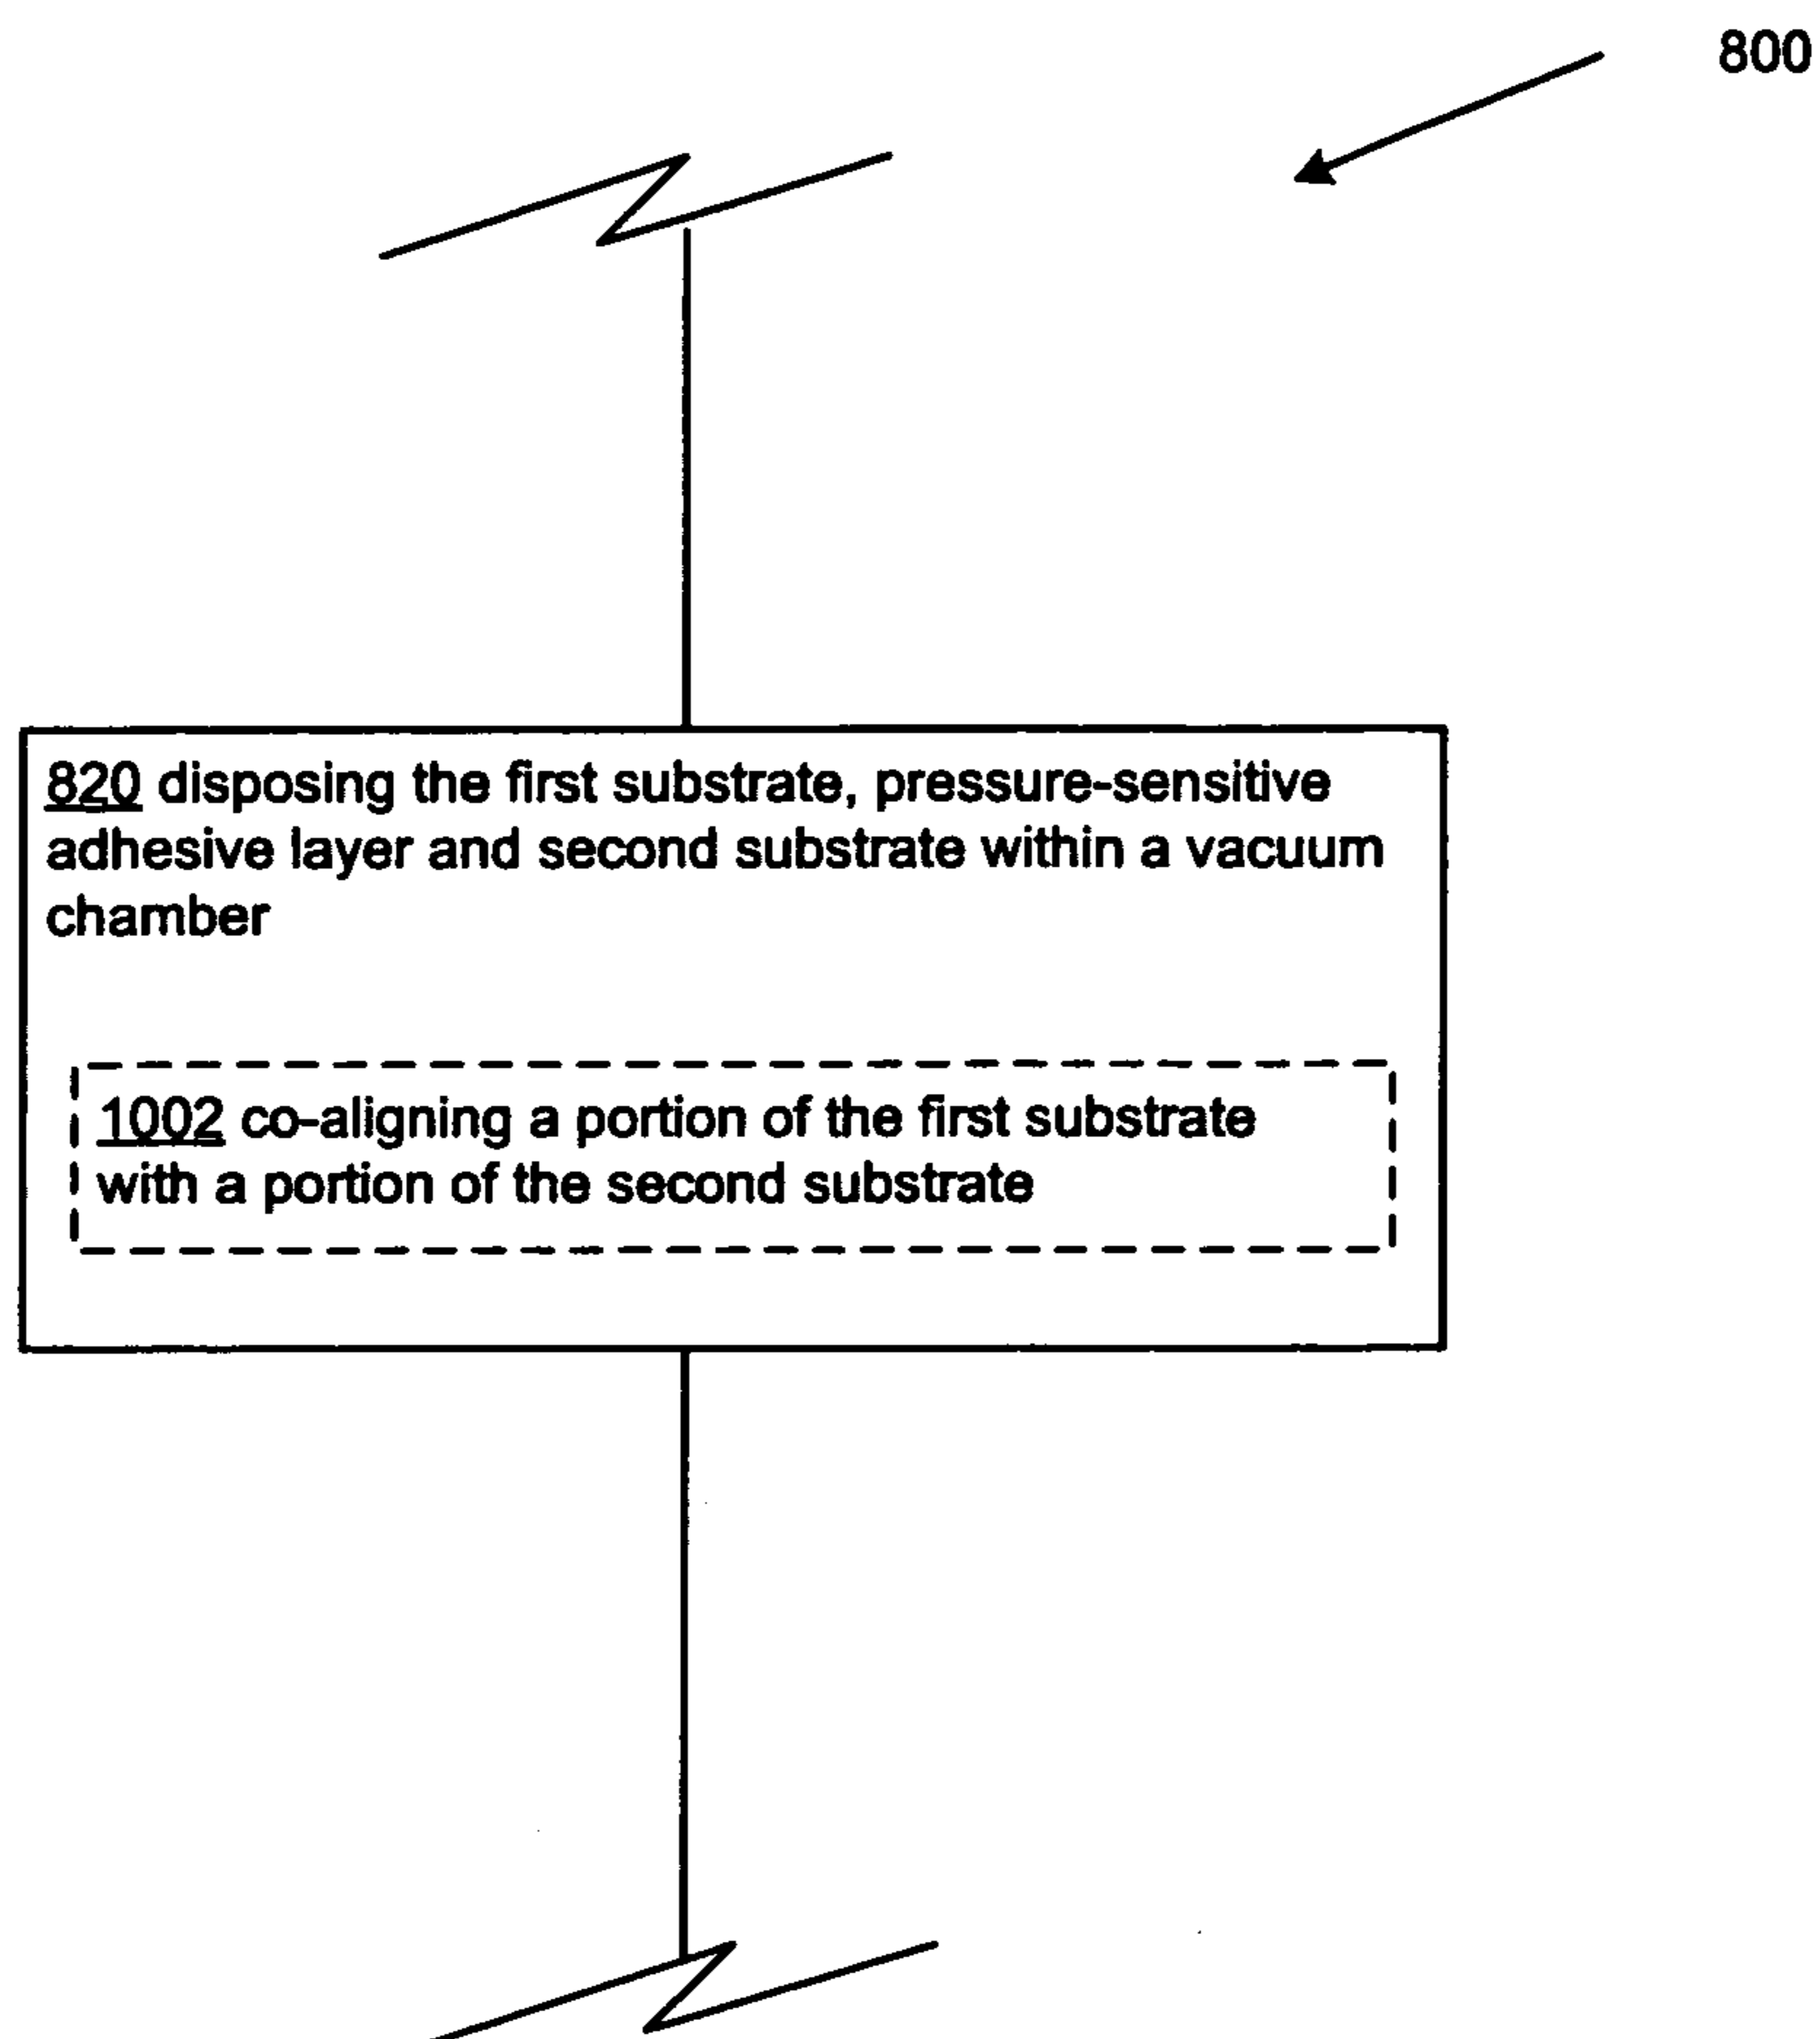 800
820 disposing the first substrate, pressure-sensitive
adhesive layer and second substrate within a vacuum
chamber
1002 co-aligning a portion of the first substrate
with a portion of the second substrate